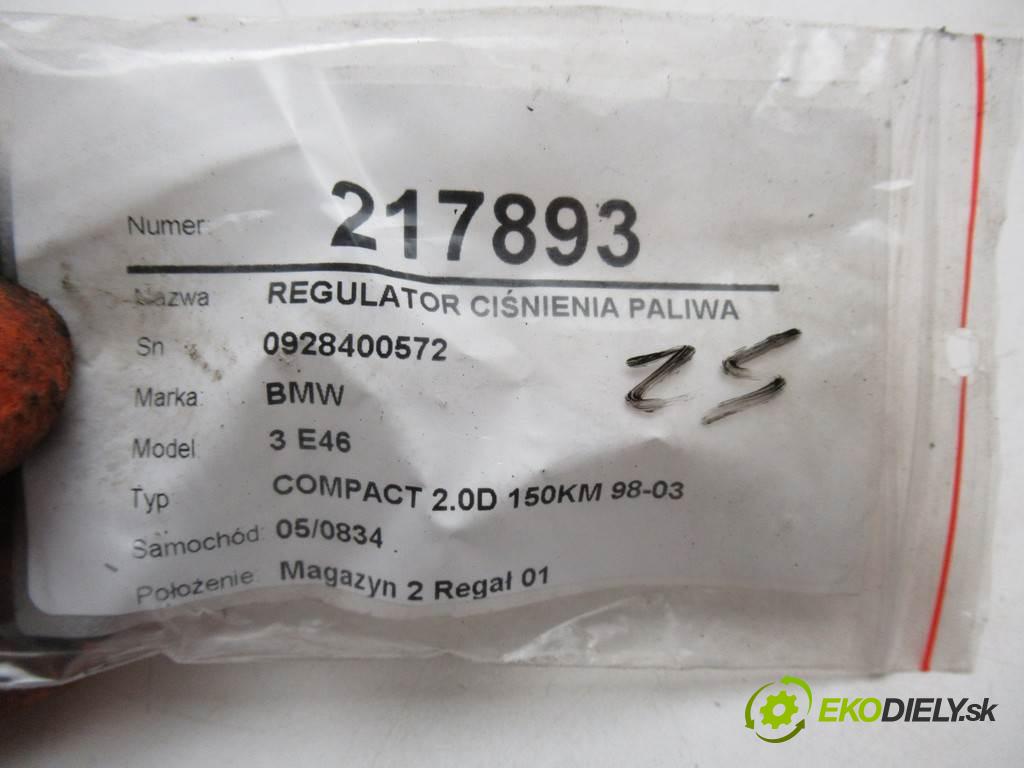 Numer: 217893
Nazwa REGULATOR CIŚNIENIA PALIWA
Sn 0928400572
Marka: BMW
Model 3 E46
Typ COMPACT 2.0D 150KM 98-03
Samochód: 05/0834
Położenie: Magazyn 2 Regał 01
EKODIELY.sk